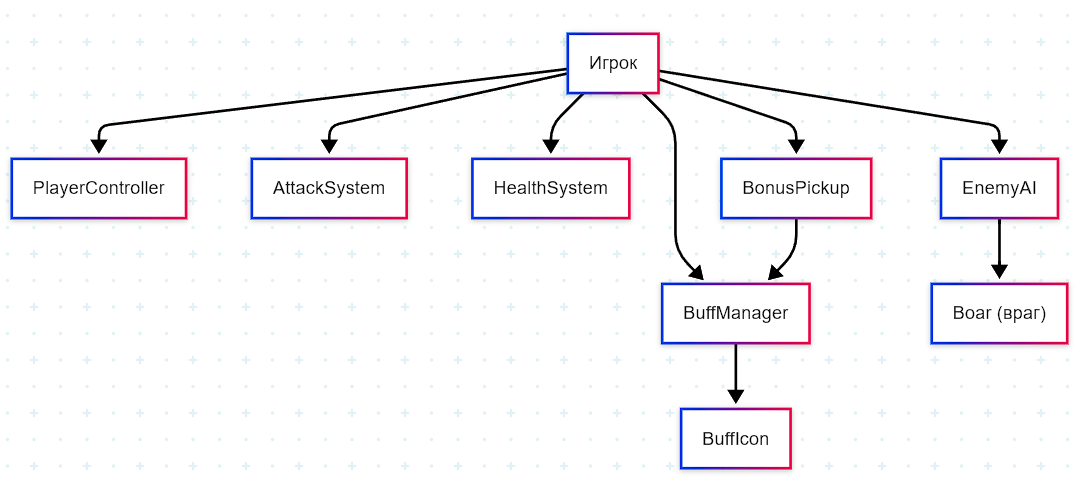 Игрок
PlayerController
AttackSystem
HealthSystem
BonusPickup
EnemyAI
BuffManager
Boar (враг)
BuffIcon